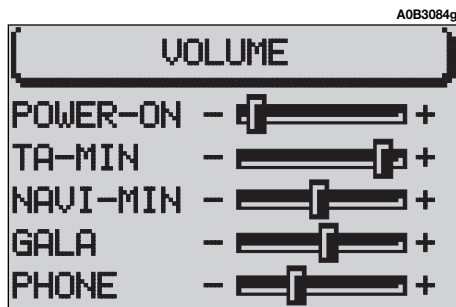 A0B3084g
VOLUME
POWER-ON - +
TA-MIN - +
NAVI-MIN - +
GALA - +
PHONE - +